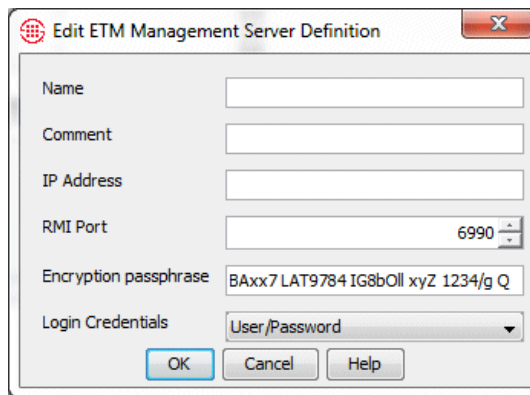 Edit ETM Management Server Definition
Name
Comment
IP Address
RMI Port 6990
Encryption passphrase BAxx7 LAT9784 IG8bOll xyZ 1234/g Q
Login Credentials User/Password
OK Cancel Help